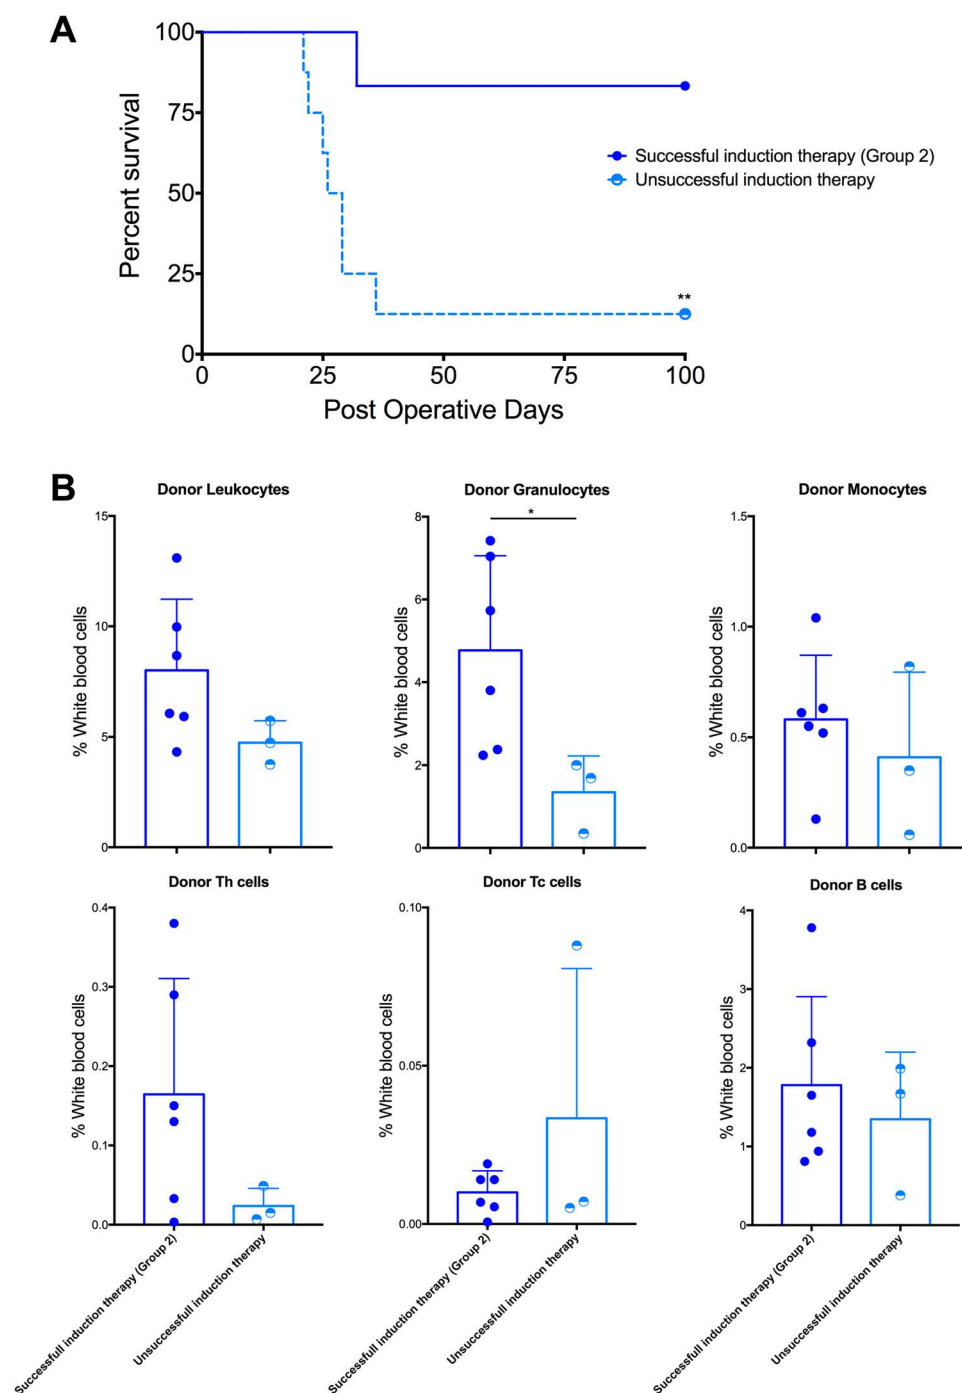 A
100
75
50
25
0
Percent survival
0 25 50 75 100
Post Operative Days
**
Successful induction therapy (Group 2)
Unsuccessful induction therapy
B
Donor Leukocytes
15
10
5
0
% White blood cells
Donor Granulocytes
*
8
6
4
2
0
% White blood cells
Donor Monocytes
1.5
1.0
0.5
0.0
% White blood cells
Donor Th cells
0.4
0.3
0.2
0.1
0.0
% White blood cells
Successfull induction therapy (Group 2)
Unsuccessfull induction therapy
Donor Tc cells
0.10
0.05
0.00
% White blood cells
Successfull induction therapy (Group 2)
Unsuccessfull induction therapy
Donor B cells
4
3
2
1
0
% White blood cells
Successfull induction therapy (Group 2)
Unsuccessfull induction therapy